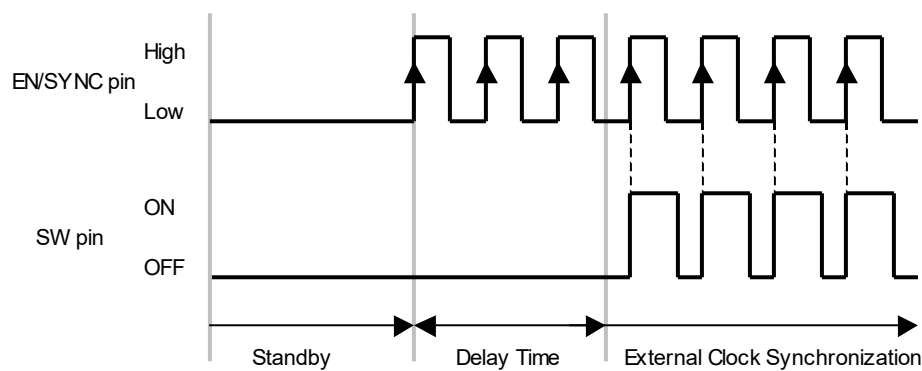 High
EN/SYNC pin
Low
ON
SW pin
OFF
Standby
Delay Time
External Clock Synchronization